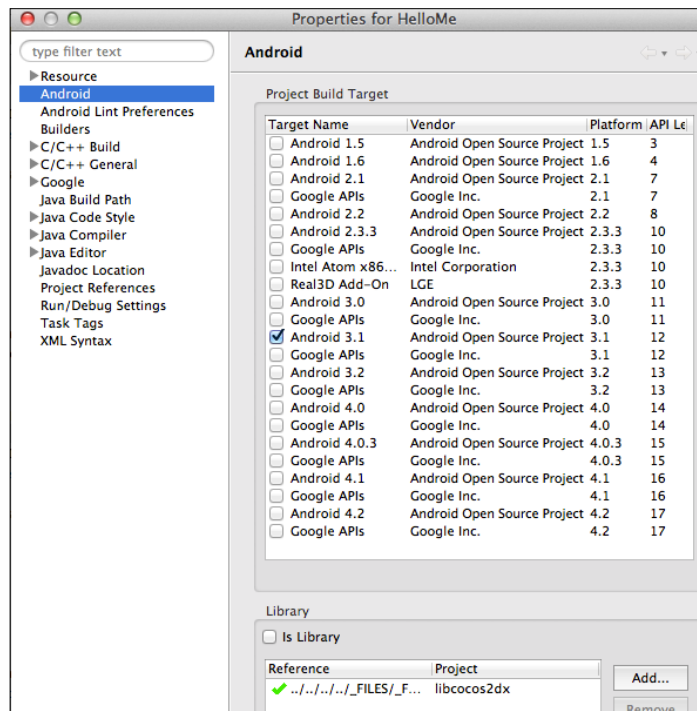 Properties for HelloMe
type filter text
Resource
Android
Android Lint Preferences
Builders
C/C++ Build
C/C++ General
Google
Java Build Path
Java Code Style
Java Compiler
Java Editor
Javadoc Location
Project References
Run/Debug Settings
Task Tags
XML Syntax
Android
Project Build Target
Target Name Vendor Platform API Le
Android 1.5 Android Open Source Project 1.5 3
Android 1.6 Android Open Source Project 1.6 4
Android 2.1 Android Open Source Project 2.1 7
Google APIs Google Inc. 2.1 7
Android 2.2 Android Open Source Project 2.2 8
Android 2.3.3 Android Open Source Project 2.3.3 10
Google APIs Google Inc. 2.3.3 10
Intel Atom x86... Intel Corporation 2.3.3 10
Real3D Add-On LGE 2.3.3 10
Android 3.0 Android Open Source Project 3.0 11
Google APIs Google Inc. 3.0 11
Android 3.1 Android Open Source Project 3.1 12
Google APIs Google Inc. 3.1 12
Android 3.2 Android Open Source Project 3.2 13
Google APIs Google Inc. 3.2 13
Android 4.0 Android Open Source Project 4.0 14
Google APIs Google Inc. 4.0 14
Android 4.0.3 Android Open Source Project 4.0.3 15
Google APIs Google Inc. 4.0.3 15
Android 4.1 Android Open Source Project 4.1 16
Google APIs Google Inc. 4.1 16
Android 4.2 Android Open Source Project 4.2 17
Google APIs Google Inc. 4.2 17
Library
Is Library
Reference Project
../../../../_FILES/_F... libcocos2dx
Add...
Remove